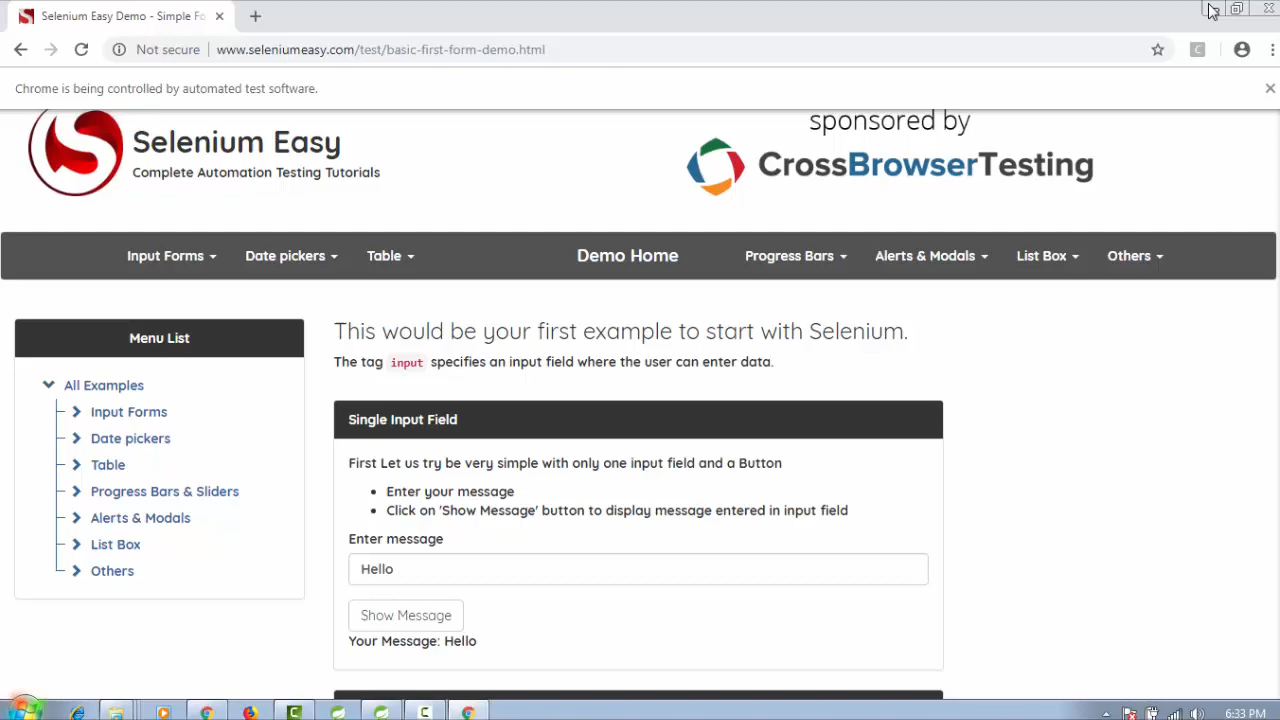 Selenium Easy Demo - Simple Fo
Not secure
www.seleniumeasy.com/test/basic-first-form-demo.html
Chrome is being controlled by automated test software.
Selenium Easy
Complete Automation Testing Tutorials
sponsored by
CrossBrowserTesting
Input Forms Date pickers Table Demo Home Progress Bars Alerts & Modals List Box Others
Menu List
All Examples
Input Forms
Date pickers
Table
Progress Bars & Sliders
Alerts & Modals
List Box
Others
This would be your first example to start with Selenium.
The tag input specifies an input field where the user can enter data.
Single Input Field
First Let us try be very simple with only one input field and a Button
Enter your message
Click on 'Show Message' button to display message entered in input field
Enter message
Hello
Show Message
Your Message: Hello
6:33 PM